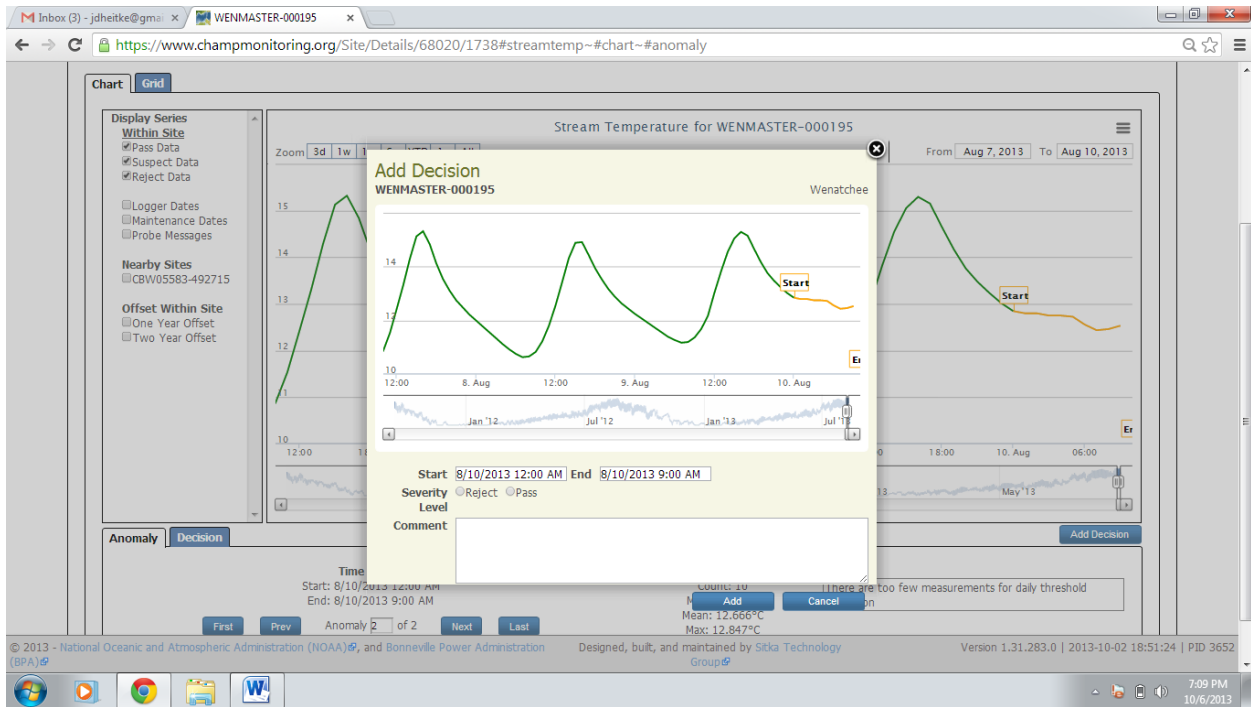 Inbox (3) - jdheitke@gmai
WENMASTER-000195
https://www.champmonitoring.org/Site/Details/68020/1738#streamtemp~#chart~#anomaly
Chart Grid
Display Series
Within Site
Pass Data
Suspect Data
Reject Data
Logger Dates
Maintenance Dates
Probe Messages
Nearby Sites
CBW05583-492715
Offset Within Site
One Year Offset
Two Year Offset
Stream Temperature for WENMASTER-000195
Zoom 3d 1w
From Aug 7, 2013 To Aug 10, 2013
15
14
13
12
11
10
12:00
18:00 10. Aug 06:00
Start
May '13
Add Decision
WENMASTER-000195 Wenatchee
14
12
10
Start
12:00 8. Aug 12:00 9. Aug 12:00 10. Aug
Jan '12 Jul '12 Jan '13
Start 8/10/2013 12:00 AM End 8/10/2013 9:00 AM
Severity Level Reject Pass
Comment
Add Cancel
Anomaly Decision
Add Decision
Time
Start: 8/10/2013 12:00 AM
End: 8/10/2013 9:00 AM
Count: 10
Mean: 12.666°C
Max: 12.847°C
There are too few measurements for daily threshold
First Prev Anomaly 2 of 2 Next Last
© 2013 - National Oceanic and Atmospheric Administration (NOAA), and Bonneville Power Administration
(BPA)
Designed, built, and maintained by Sitka Technology
Group
Version 1.31.283.0 | 2013-10-02 18:51:24 | PID 3652
7:09 PM
10/6/2013